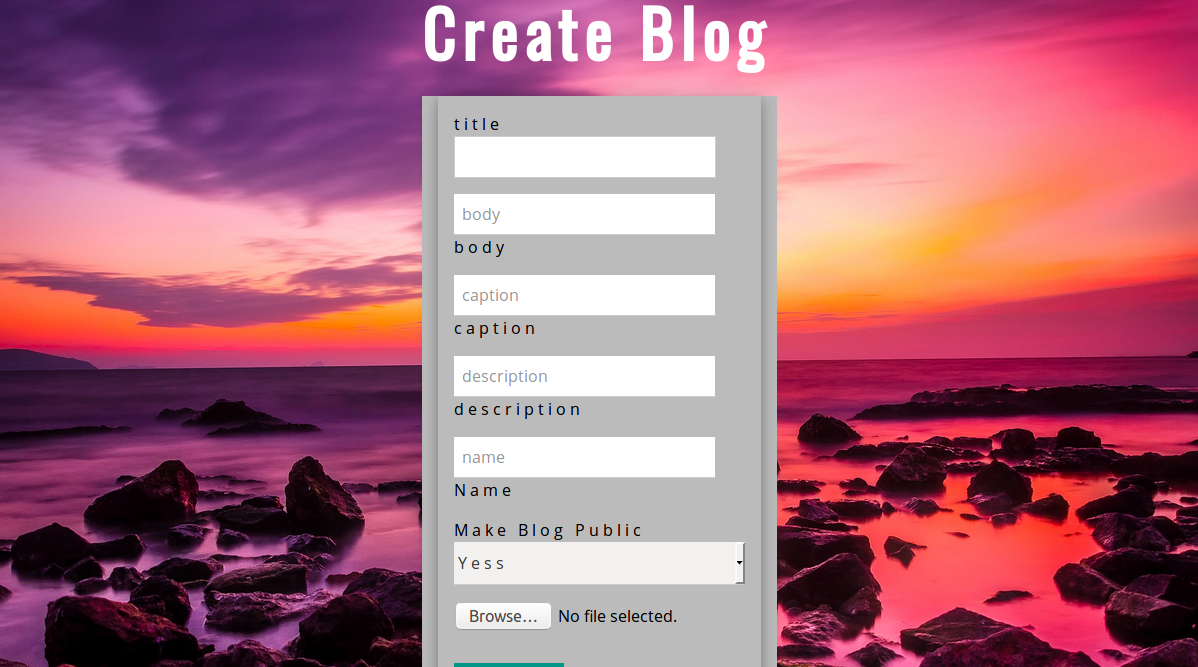 Create Blog
title
body
body
caption
caption
description
description
name
Name
Make Blog Public
Yess
Browse... No file selected.